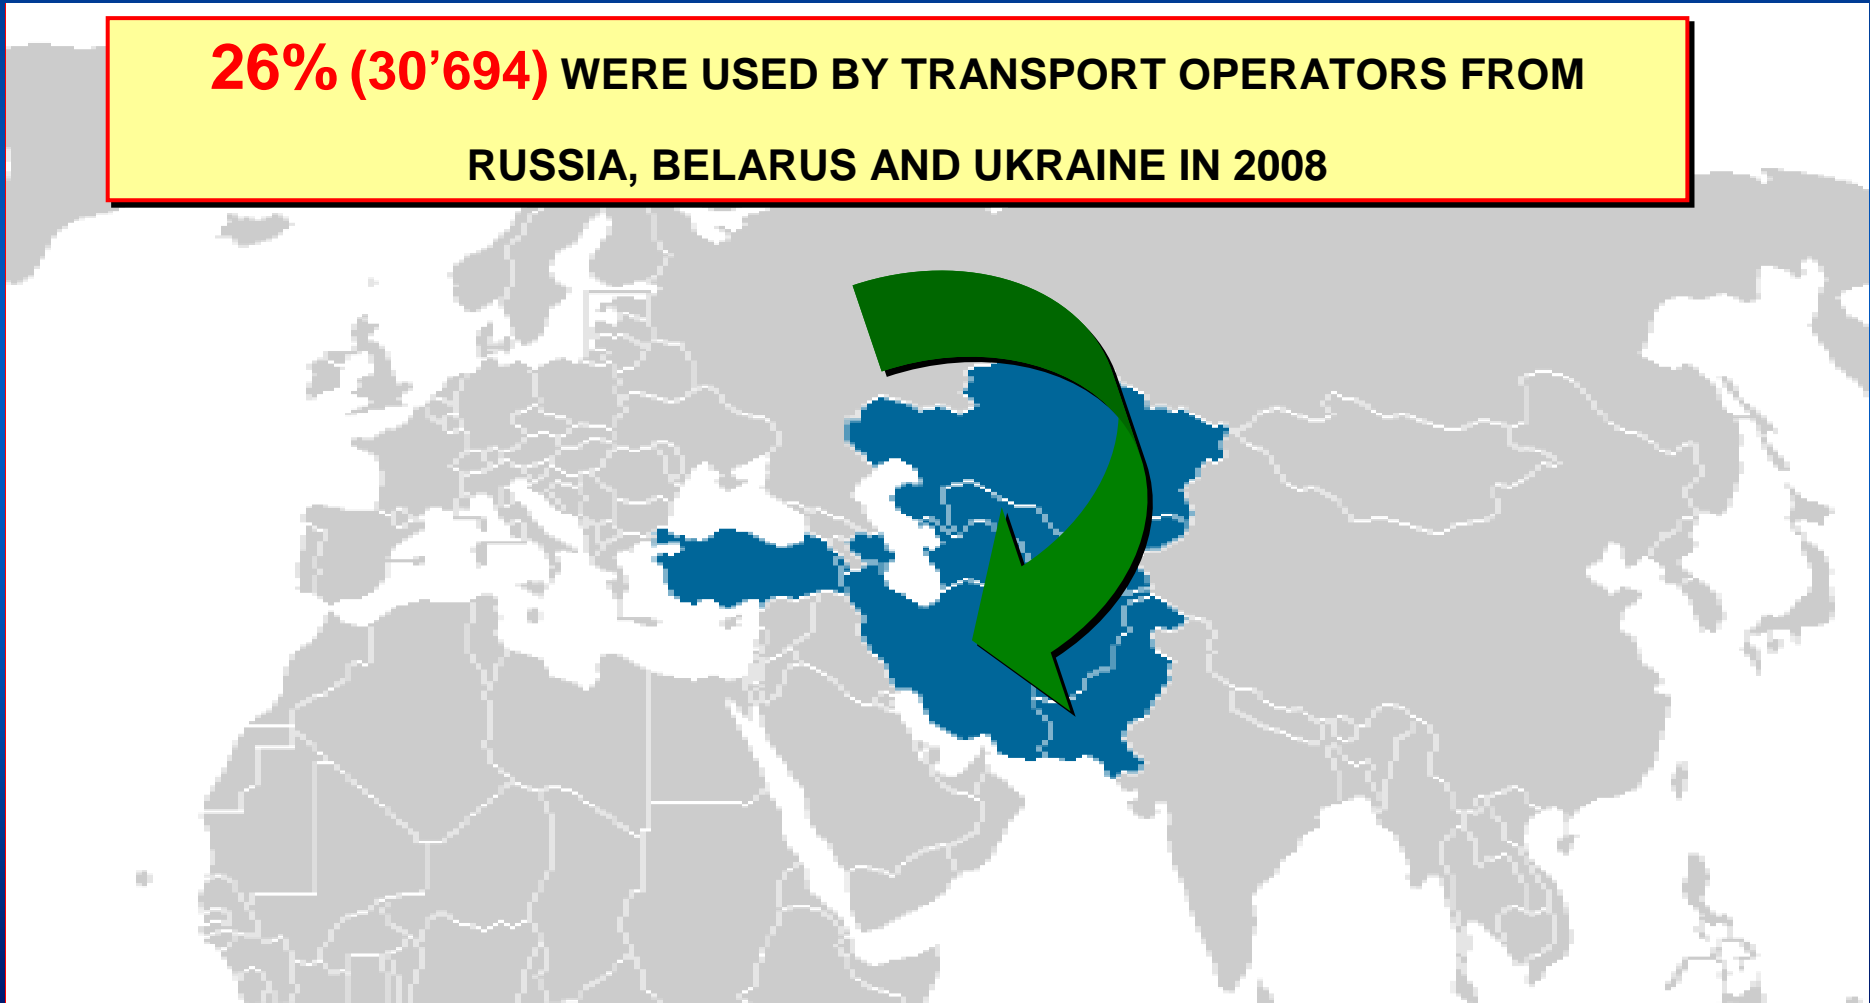 26% (30’694) WERE USED BY TRANSPORT OPERATORS FROM
RUSSIA, BELARUS AND UKRAINE IN 2008